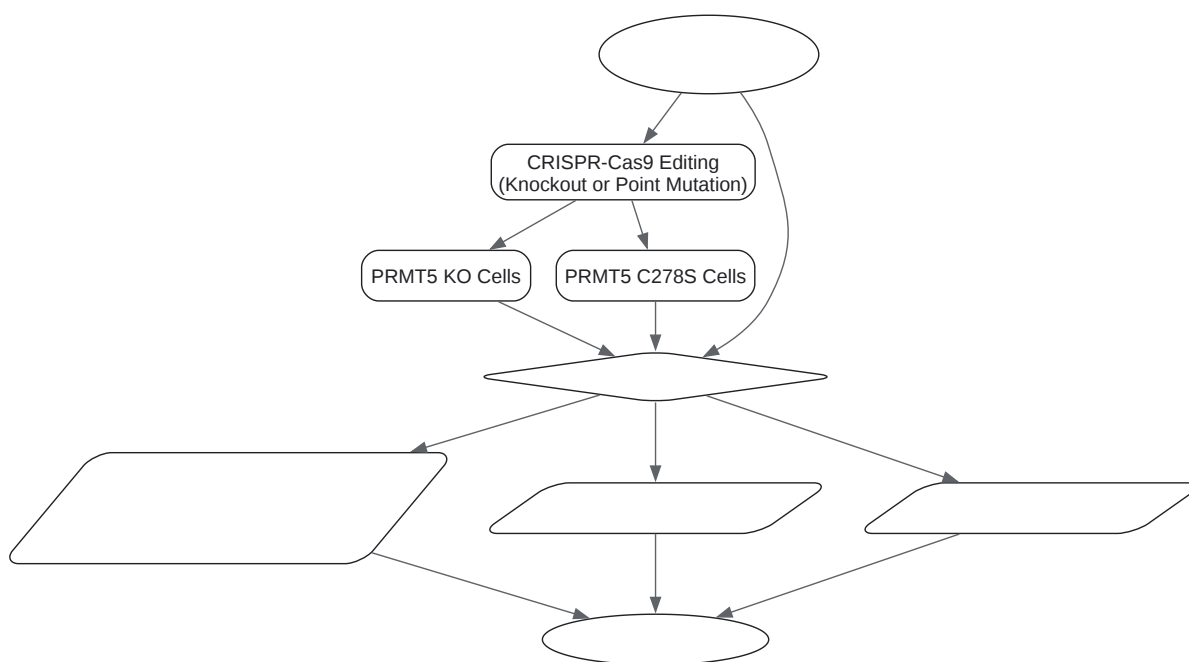 CRISPR-Cas9 Editing
(Knockout or Point Mutation)
PRMT5 KO Cells
PRMT5 C278S Cells